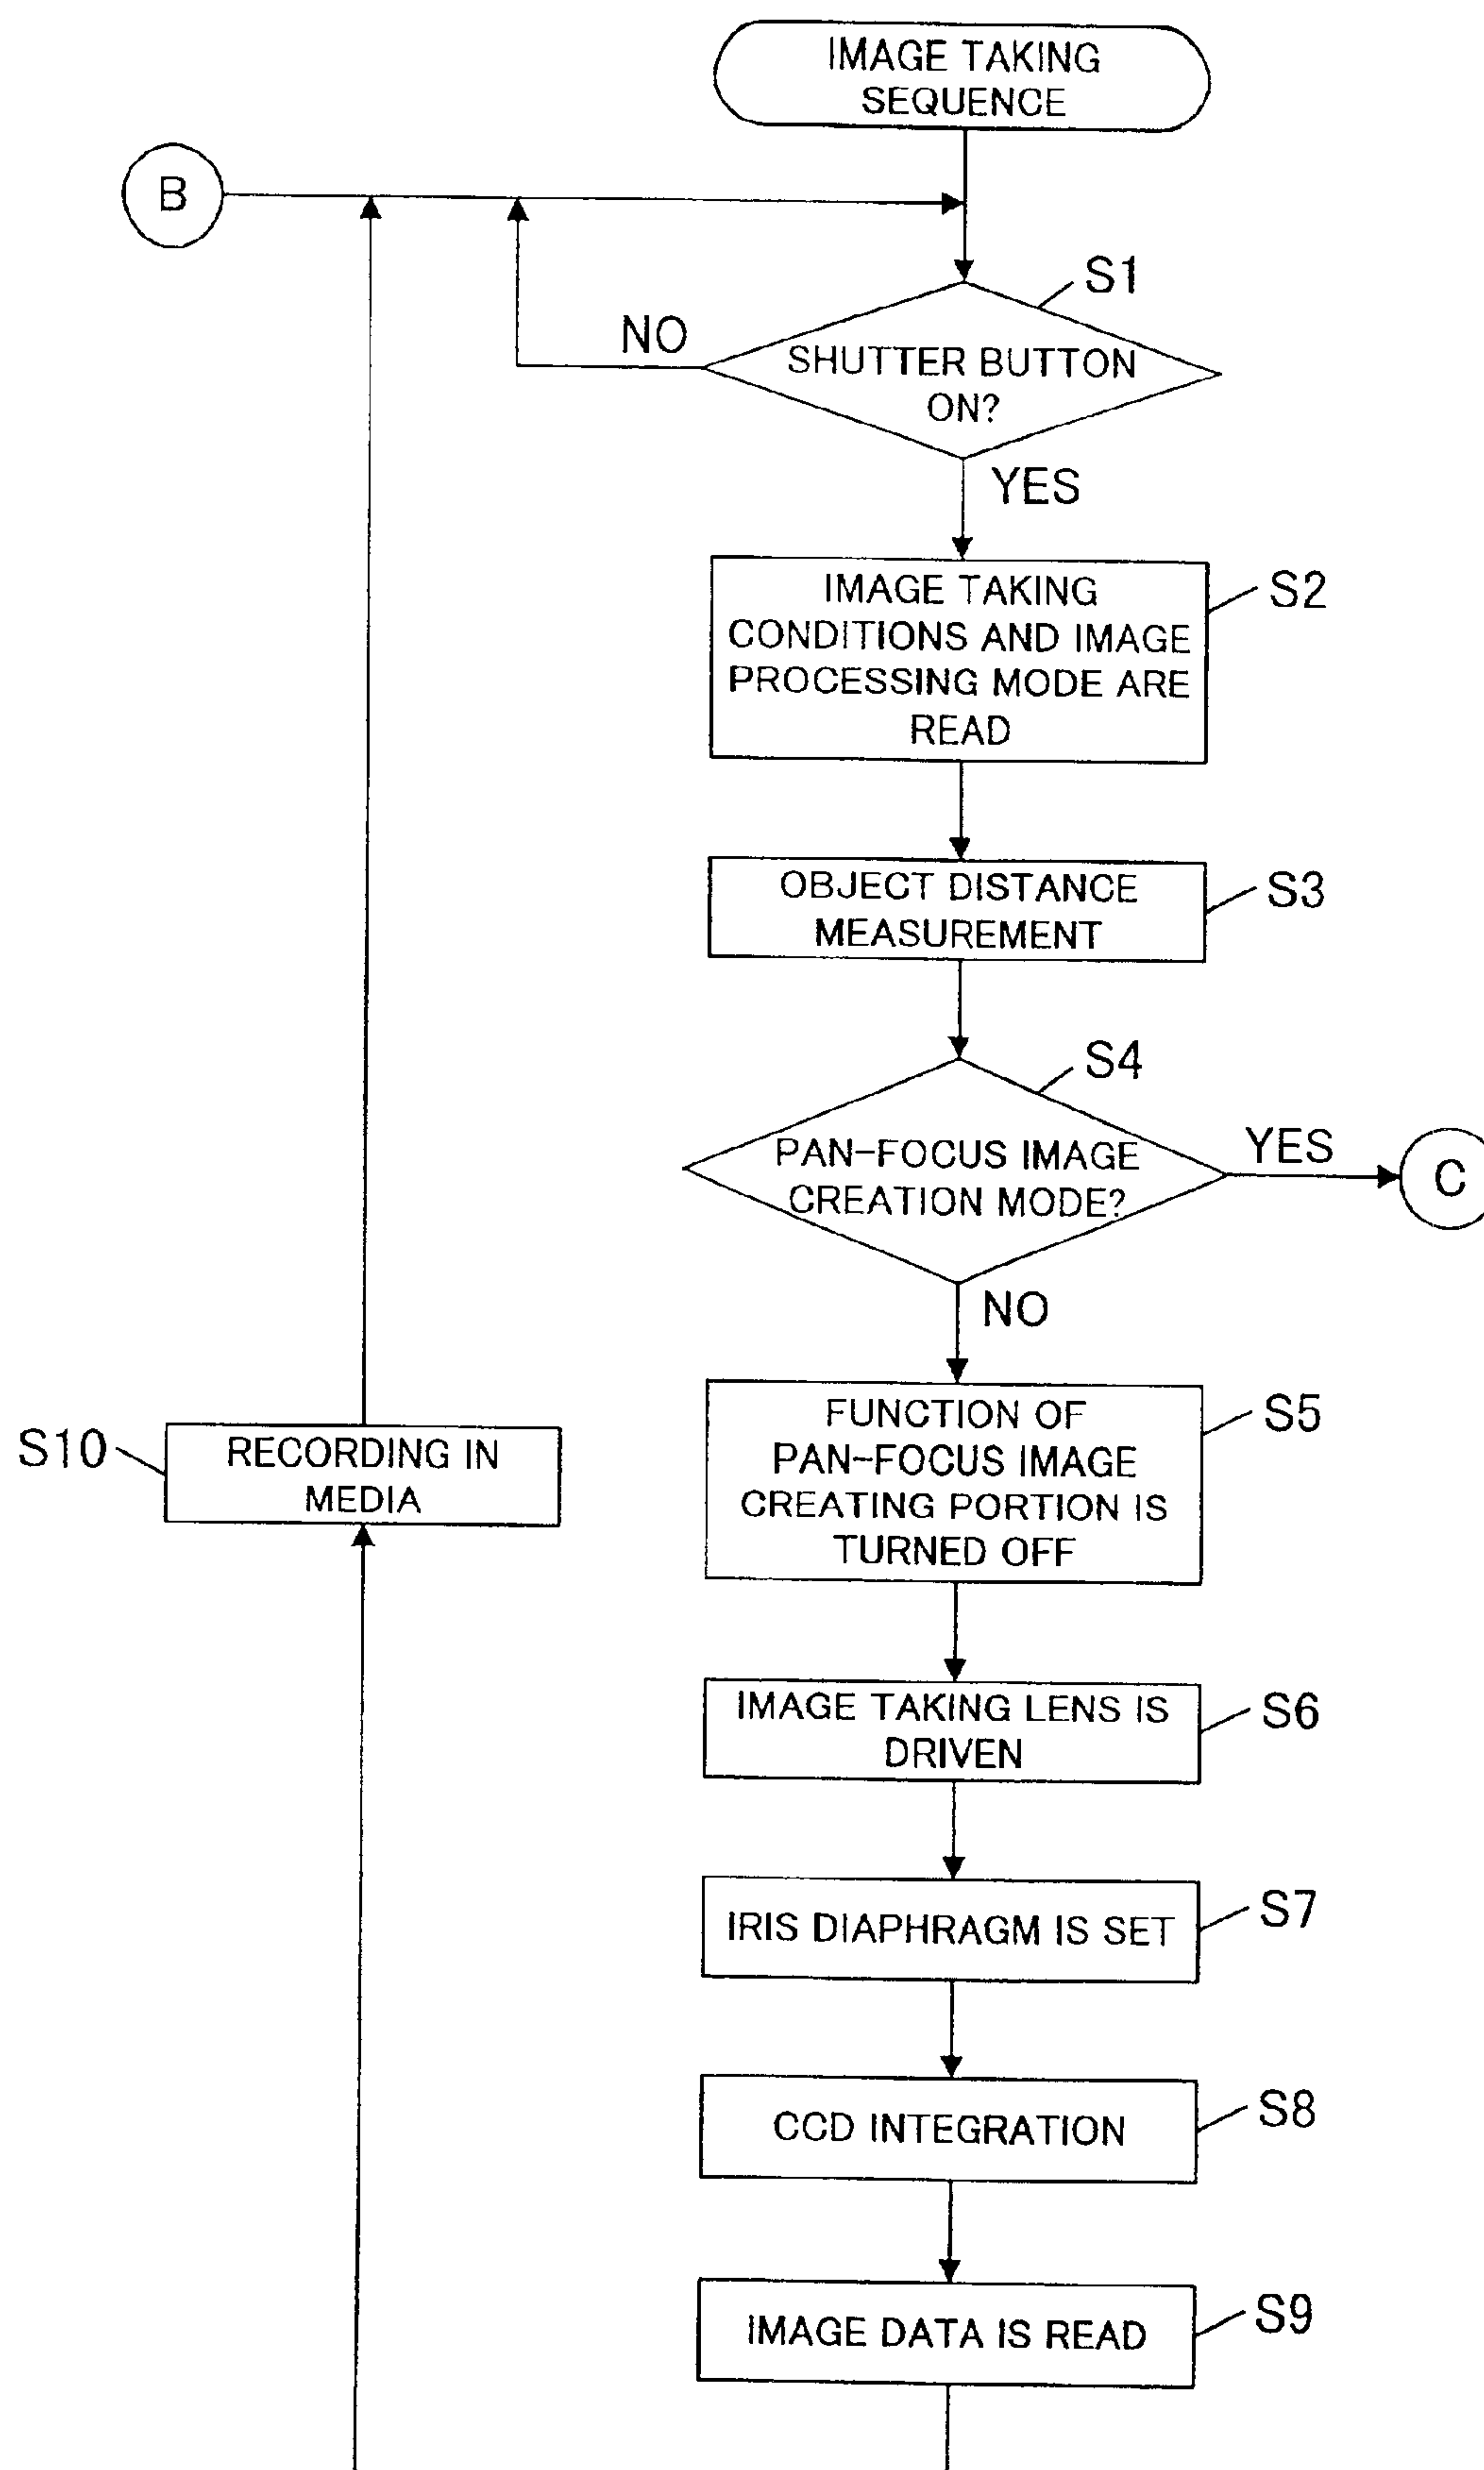 IMAGE TAKING
SEQUENCE
B
S1
NO
SHUTTER BUTTON
ON?
YES
IMAGE TAKING
CONDITIONS AND IMAGE
PROCESSING MODE ARE
READ
S2
OBJECT DISTANCE
MEASUREMENT
S3
S4
PAN-FOCUS IMAGE
CREATION MODE?
YES
C
NO
FUNCTION OF
PAN-FOCUS IMAGE
CREATING PORTION IS
TURNED OFF
S5
S10
RECORDING IN
MEDIA
IMAGE TAKING LENS IS
DRIVEN
S6
IRIS DIAPHRAGM IS SET
S7
CCD INTEGRATION
S8
IMAGE DATA IS READ
S9